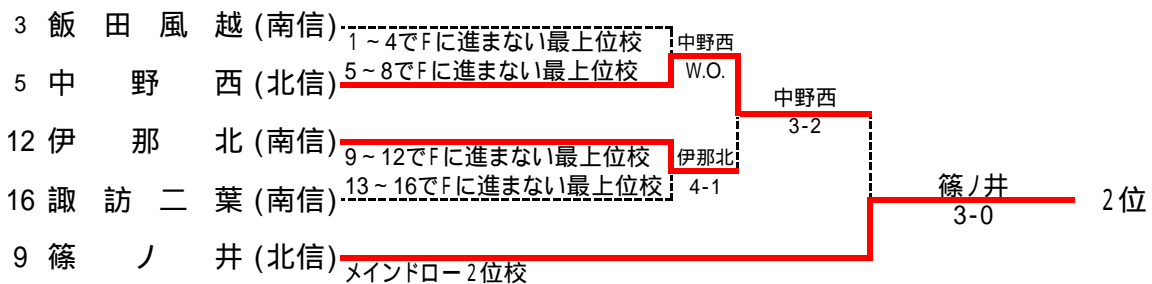 3 飯田風越(南信)
1~4でFに進まない最上位校
中野西
5 中野西(北信)
5~8でFに進まない最上位校
W.O.
中野西
3-2
12 伊那北(南信)
9~12でFに進まない最上位校
伊那北
16 諏訪二葉(南信)
13~16でFに進まない最上位校
4-1
篠ノ井
3-0
2位
9 篠ノ井(北信)
メインドロー2位校